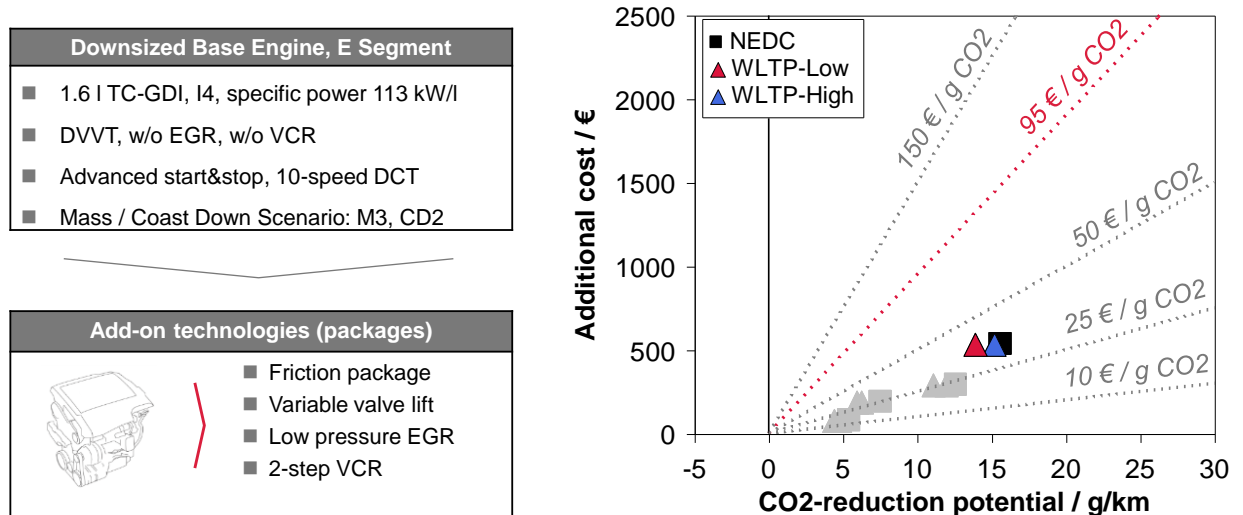 Downsized Base Engine, E Segment
1.6 l TC-GDI, I4, specific power 113 kW/l
DVVT, w/o EGR, w/o VCR
Advanced start&stop, 10-speed DCT
Mass / Coast Down Scenario: M3, CD2
Add-on technologies (packages)
Friction package
Variable valve lift
Low pressure EGR
2-step VCR
2500
2000
1500
1000
500
0
Additional cost / €
NEDC
WLTP-Low
WLTP-High
150 € / g CO2
95 € / g CO2
50 € / g CO2
25 € / g CO2
10 € / g CO2
-5 0 5 10 15 20 25 30
CO2-reduction potential / g/km